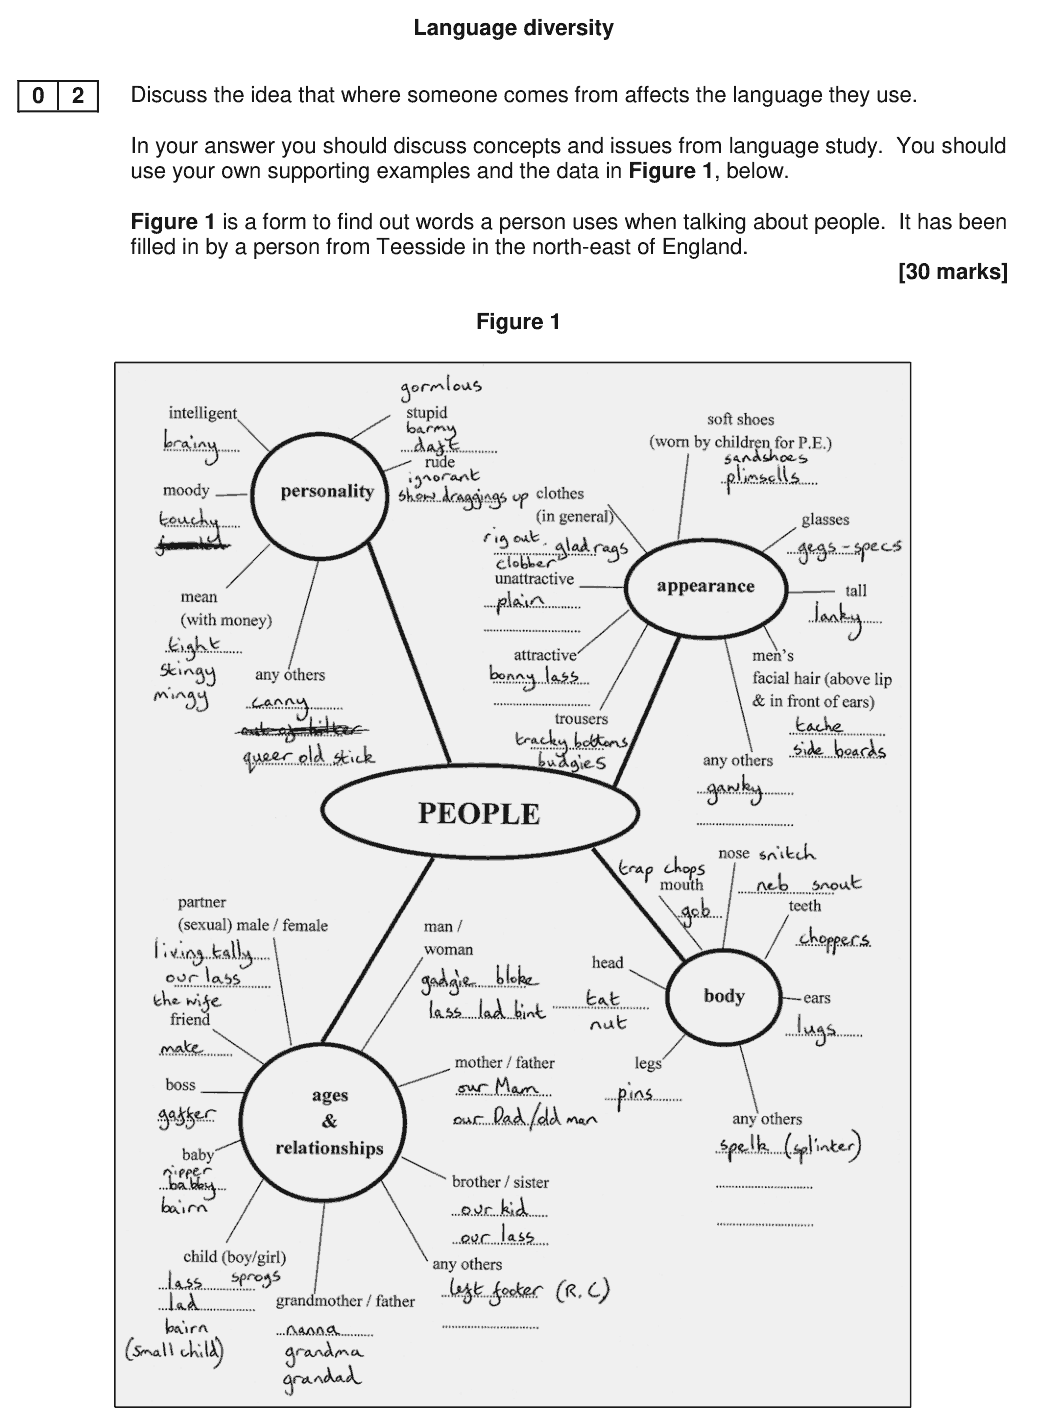 Language diversity
0 2
Discuss the idea that where someone comes from affects the language they use.
In your answer you should discuss concepts and issues from language study. You should
use your own supporting examples and the data in Figure 1, below.
Figure 1 is a form to find out words a person uses when talking about people. It has been
filled in by a person from Teesside in the north-east of England.
[30 marks]
Figure 1
gormlous
intelligent
brainy
stupid
barmy
daft
rude
ignorant
show draggings up
moody
touchy
personality
mean
(with money)
tight
stingy
mingy
any others
canny
queer old stick
soft shoes
(worn by children for P.E.)
sandshoes
plimsolls
clothes
(in general)
rig out. glad rags
clobber
glasses
gegs - specs
unattractive
plain
appearance
tall
lanky
attractive
bonny lass
men's
facial hair (above lip
& in front of ears)
tache
side boards
trousers
tracky bottoms
budgies
any others
gawky
PEOPLE
partner
(sexual) male / female
living tally
our lass
the wife
man /
woman
gadgie bloke
lass lad bint
friend
mate
boss
gaffer
ages
&
relationships
mother / father
our Mam
our Dad/old man
baby
nipper
babby
bairn
brother / sister
our kid
our lass
child (boy/girl)
lass sprogs
lad
bairn
(small child)
grandmother / father
nanna
grandma
grandad
any others
left footer (R.C)
trap chops
mouth
gob
nose snitch
neb snout
teeth
choppers
head
tat
nut
body
ears
lugs
legs
pins
any others
spelk (splinter)